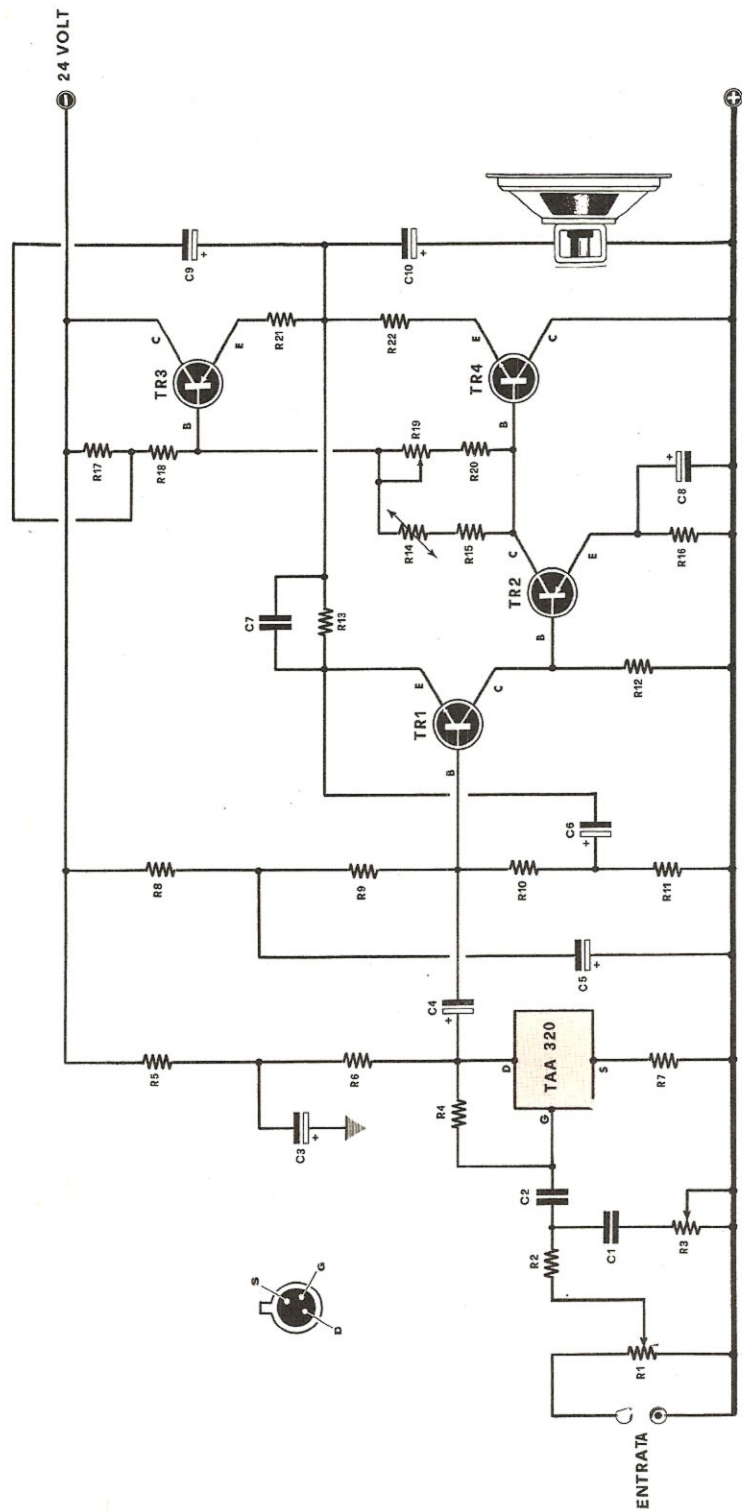 24 VOLT
C9
C10
R21
R22
TR3
C
E
B
TR4
E
C
B
R17
R18
R19
R20
R14
R15
C8
R16
C7
R13
TR2
C
E
B
TR1
E
C
B
R12
C6
R8
R9
R10
R11
C5
C4
R5
R6
R4
TAA 320
D
S
G
R7
C3
C2
C1
R2
R3
S
G
D
R1
ENTRATA
+
+
+
+
+
+
+
+
-